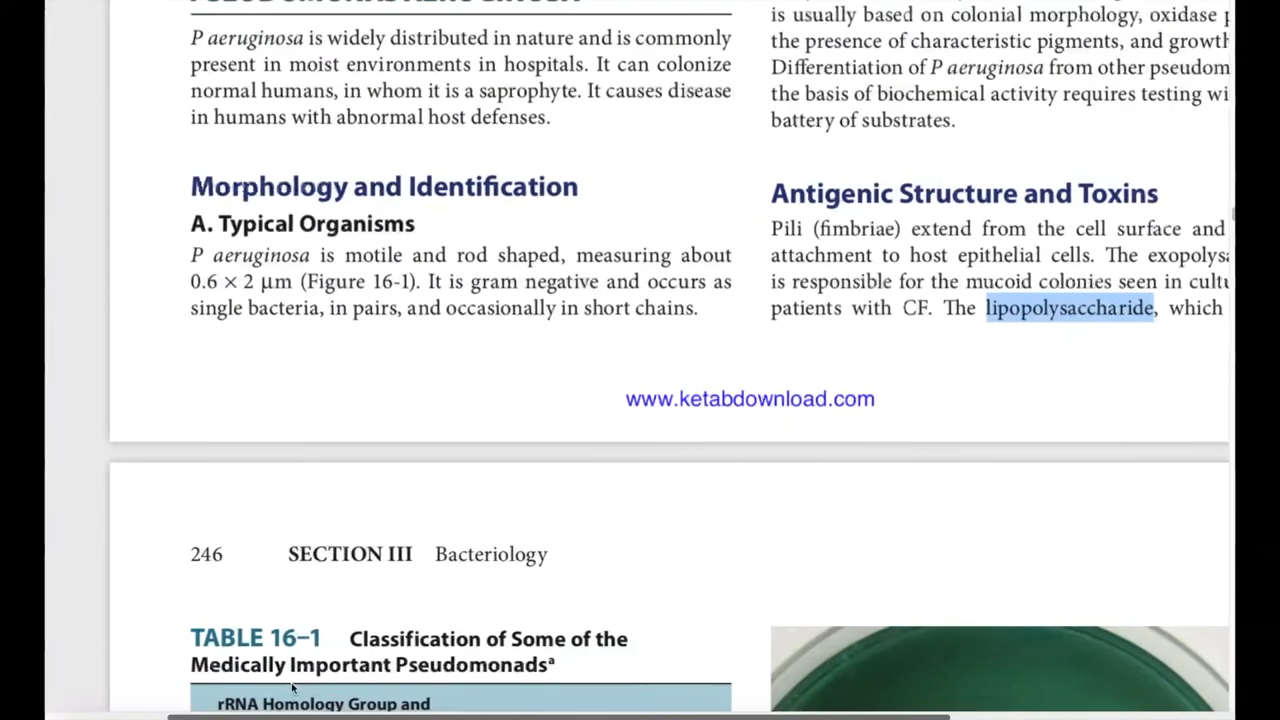 P aeruginosa is widely distributed in nature and is commonly
present in moist environments in hospitals. It can colonize
normal humans, in whom it is a saprophyte. It causes disease
in humans with abnormal host defenses.
Morphology and Identification
A. Typical Organisms
P aeruginosa is motile and rod shaped, measuring about
0.6 × 2 μm (Figure 16-1). It is gram negative and occurs as
single bacteria, in pairs, and occasionally in short chains.
is usually based on colonial morphology, oxidase
the presence of characteristic pigments, and
Differentiation of P aeruginosa from other
the basis of biochemical activity requires testing
battery of substrates.
Antigenic Structure and Toxins
Pili (fimbriae) extend from the cell surface and
attachment to host epithelial cells. The
is responsible for the mucoid colonies seen in
patients with CF. The lipopolysaccharide, which
www.ketabdownload.com
246 SECTION III Bacteriology
TABLE 16–1 Classification of Some of the
Medically Important Pseudomonadsᵃ
rRNA Homology Group and